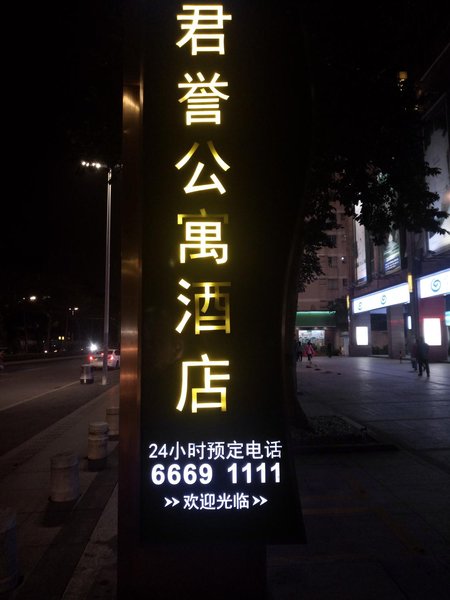 君誉公寓酒店
24小时预定电话
6669 1111
>> 欢迎光临 >>